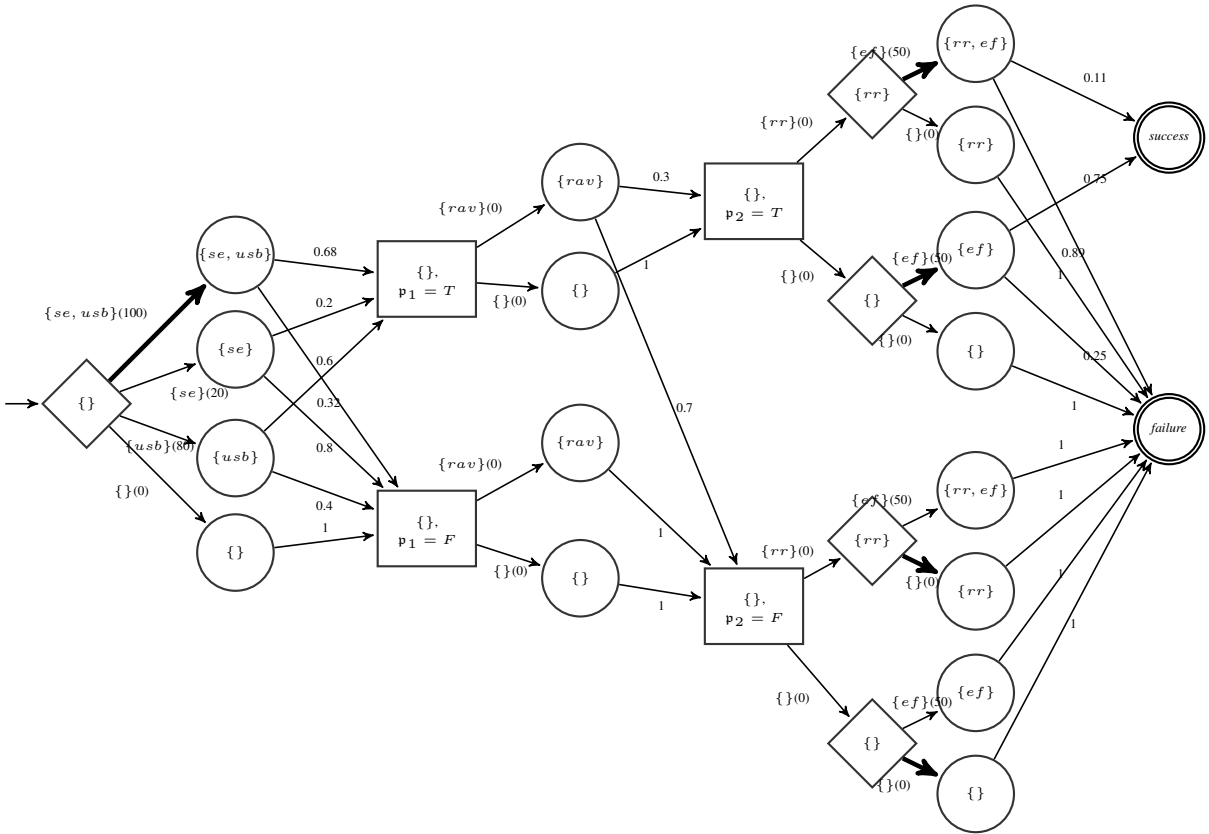 {}
{se, usb}(100)
{se}(20)
{usb}(80)
{}(0)
{se, usb}
{se}
{usb}
{}
0.68
0.2
0.6
0.32
0.8
0.4
1
{},
𝔭1 = T
{},
𝔭1 = F
{rav}(0)
{}(0)
{rav}(0)
{}(0)
{rav}
{}
{rav}
{}
0.3
1
0.7
1
1
{},
𝔭2 = T
{},
𝔭2 = F
{rr}(0)
{}(0)
{rr}(0)
{}(0)
{rr}
{}
{rr}
{}
{ef}(50)
{}(0)
{ef}(50)
{}(0)
{ef}(50)
{}(0)
{ef}(50)
{}(0)
{rr, ef}
{rr}
{ef}
{}
{rr, ef}
{rr}
{ef}
{}
0.11
0.75
0.89
1
0.25
1
1
1
1
1
success
failure